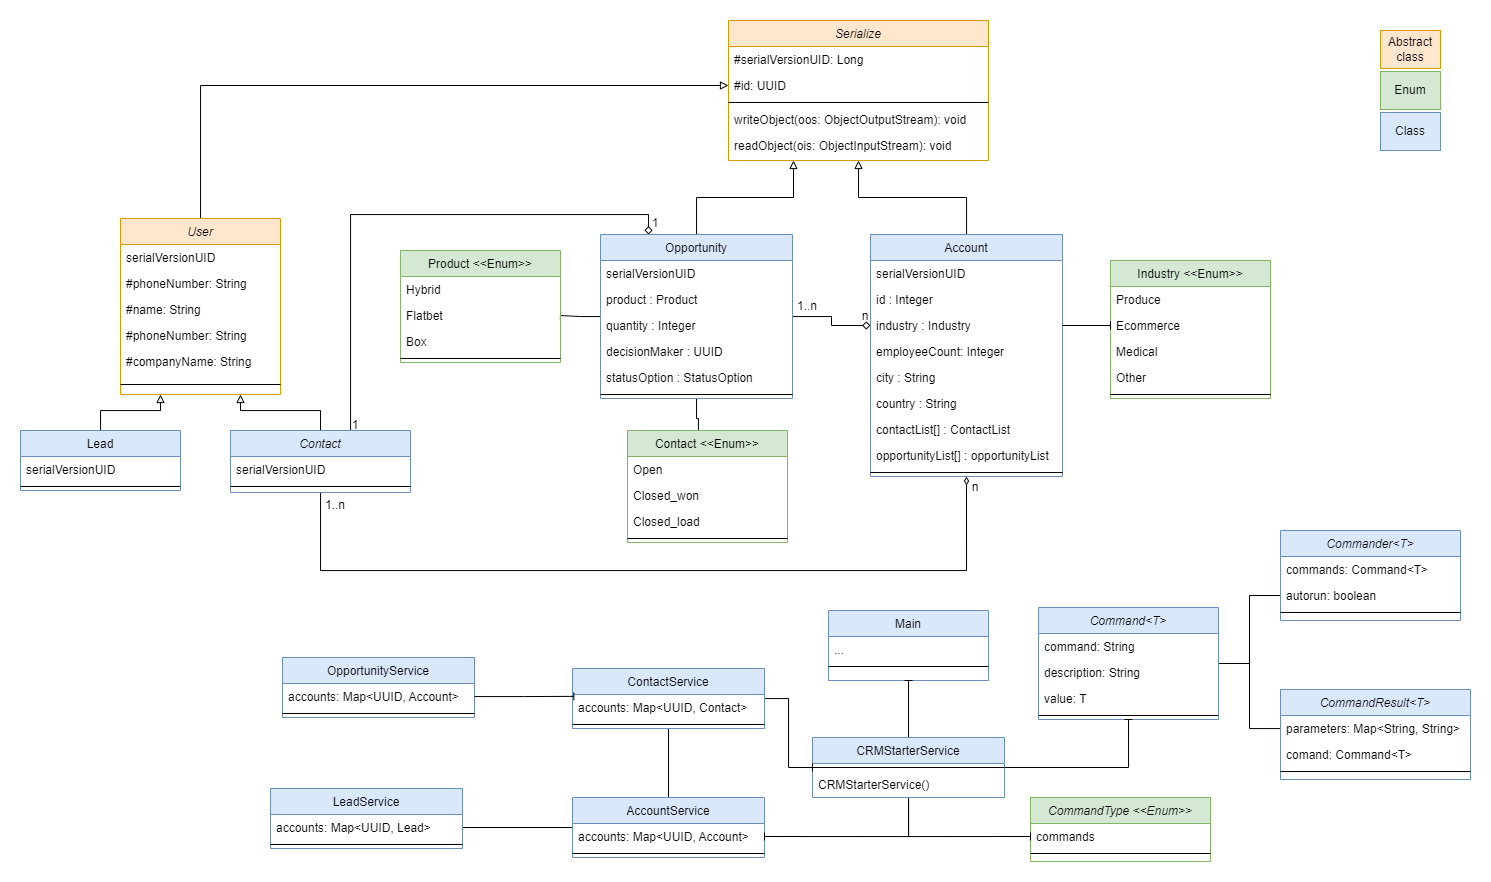 Serialize
#serialVersionUID: Long
#id: UUID
writeObject(oos: ObjectOutputStream): void
readObject(ois: ObjectInputStream): void
Abstract
class
Enum
Class
User
serialVersionUID
#phoneNumber: String
#name: String
#phoneNumber: String
#companyName: String
Product <<Enum>>
Hybrid
Flatbet
Box
1
Opportunity
serialVersionUID
product : Product
quantity : Integer
decisionMaker : UUID
statusOption : StatusOption
1..n
n
Account
serialVersionUID
id : Integer
industry : Industry
employeeCount: Integer
city : String
country : String
contactList[] : ContactList
opportunityList[] : opportunityList
n
Industry <<Enum>>
Produce
Ecommerce
Medical
Other
Lead
serialVersionUID
1
Contact
serialVersionUID
1..n
Contact <<Enum>>
Open
Closed_won
Closed_load
Commander<T>
commands: Command<T>
autorun: boolean
Main
...
Command<T>
command: String
description: String
value: T
CommandResult<T>
parameters: Map<String, String>
comand: Command<T>
OpportunityService
accounts: Map<UUID, Account>
ContactService
accounts: Map<UUID, Contact>
CRMStarterService
CRMStarterService()
LeadService
accounts: Map<UUID, Lead>
AccountService
accounts: Map<UUID, Account>
CommandType <<Enum>>
commands